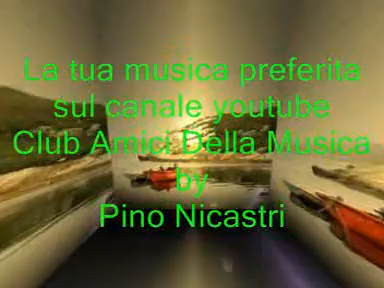 La tua musica preferita
sul canale youtube
Club Amici Della Musica
by
Pino Nicastri